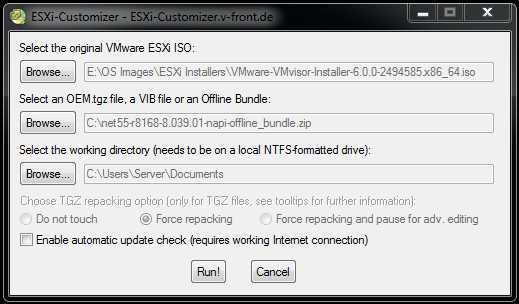 ESXi-Customizer - ESXi-Customizer.v-front.de
Select the original VMware ESXi ISO:
Browse... E:\OS Images\ESXi Installers\VMware-VMvisor-Installer-6.0.0-2494585.x86_64.iso
Select an OEM.tgz file, a VIB file or an Offline Bundle:
Browse... C:\net55-r8168-8.039.01-napi-offline_bundle.zip
Select the working directory (needs to be on a local NTFS-formatted drive):
Browse... C:\Users\Server\Documents
Choose TGZ repacking option (only for TGZ files, see tooltips for further information):
Do not touch Force repacking Force repacking and pause for adv. editing
Enable automatic update check (requires working Internet connection)
Run! Cancel